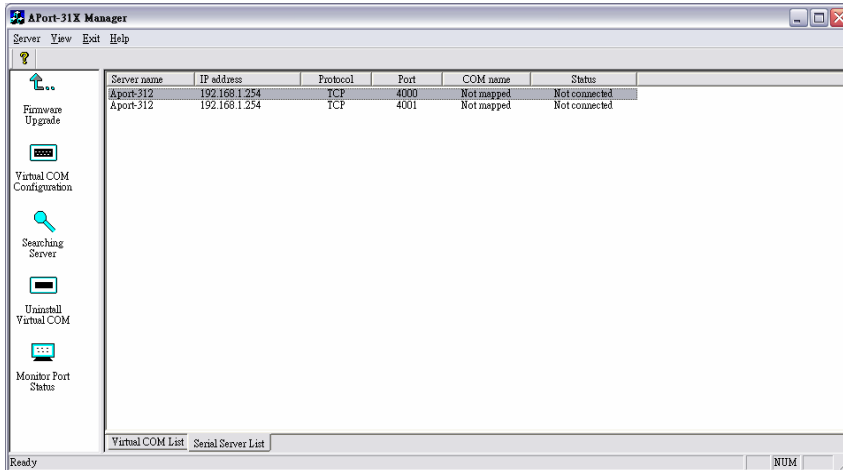 APort-31X Manager
Server View Exit Help
Firmware
Upgrade
Virtual COM
Configuration
Searching
Server
Uninstall
Virtual COM
Monitor Port
Status
Server name IP address Protocol Port COM name Status
Aport-312 192.168.1.254 TCP 4000 Not mapped Not connected
Aport-312 192.168.1.254 TCP 4001 Not mapped Not connected
Virtual COM List Serial Server List
Ready NUM